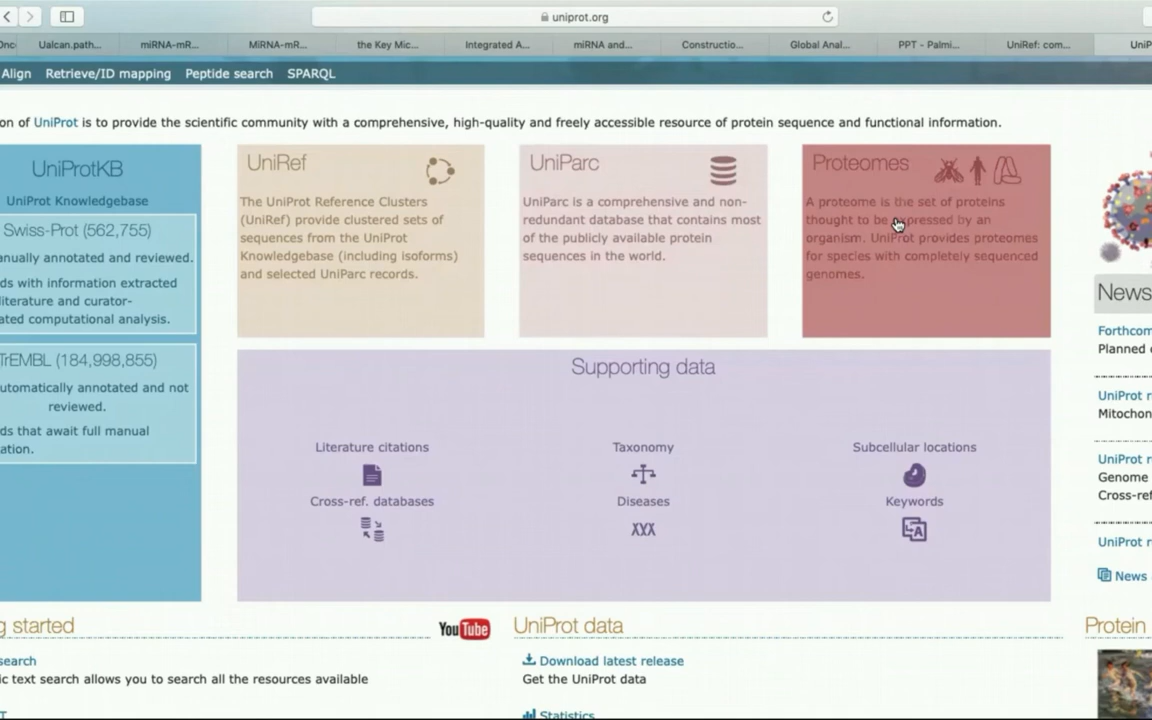 uniprot.org
Ualcan.path...
miRNA-mR...
MiRNA-mR...
the Key Mic...
Integrated A...
miRNA and...
Constructio...
Global Anal...
PPT - Palmi...
UniRef: com...
UniP
Align
Retrieve/ID mapping
Peptide search
SPARQL
on of UniProt is to provide the scientific community with a comprehensive, high-quality and freely accessible resource of protein sequence and functional information.
UniProtKB
UniProt Knowledgebase
Swiss-Prot (562,755)
anually annotated and reviewed.
ds with information extracted
literature and curator-
ated computational analysis.
TrEMBL (184,998,855)
utomatically annotated and not
reviewed.
ds that await full manual
ation.
UniRef
The UniProt Reference Clusters
(UniRef) provide clustered sets of
sequences from the UniProt
Knowledgebase (including isoforms)
and selected UniParc records.
UniParc
UniParc is a comprehensive and non-
redundant database that contains most
of the publicly available protein
sequences in the world.
Proteomes
A proteome is the set of proteins
thought to be expressed by an
organism. UniProt provides proteomes
for species with completely sequenced
genomes.
Supporting data
Literature citations
Taxonomy
Subcellular locations
Cross-ref. databases
Diseases
Keywords
News
Forthcom
Planned
UniProt r
Mitochon
UniProt r
Genome
Cross-ref
UniProt r
News
g started
YouTube
UniProt data
Protein
search
ic text search allows you to search all the resources available
Download latest release
Get the UniProt data
Statistics